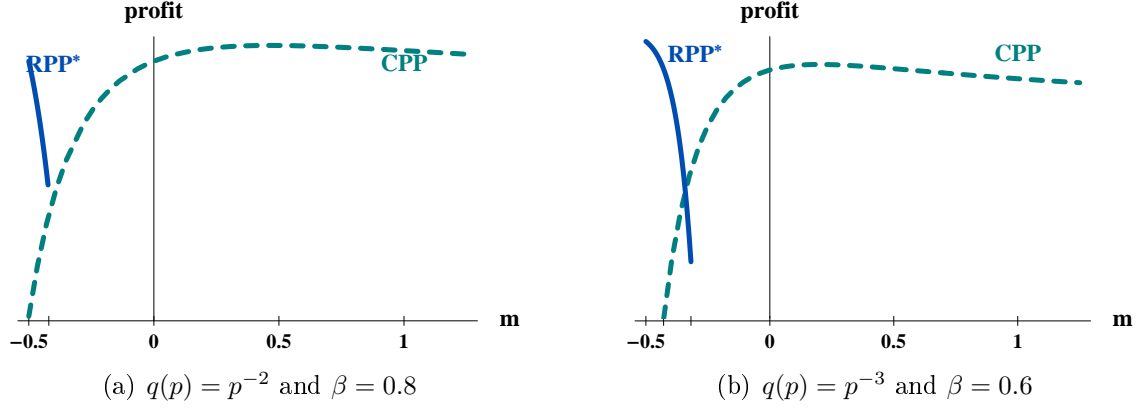 profit
RPP*
CPP
m
−0.5
0
0.5
1
(a) q(p) = p⁻² and β = 0.8
profit
RPP*
CPP
m
−0.5
0
0.5
1
(b) q(p) = p⁻³ and β = 0.6